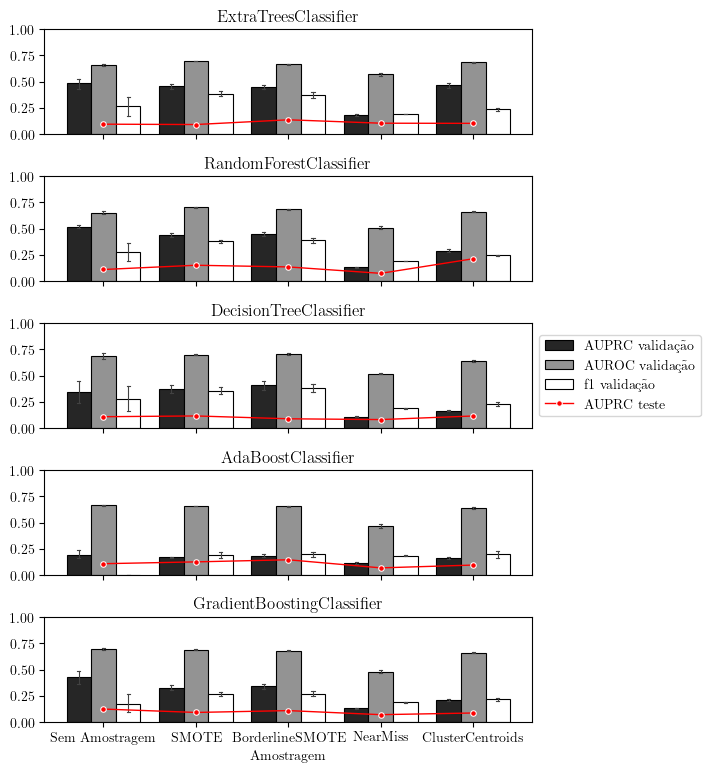 ExtraTreesClassifier
1.00
0.75
0.50
0.25
0.00
RandomForestClassifier
1.00
0.75
0.50
0.25
0.00
DecisionTreeClassifier
1.00
0.75
0.50
0.25
0.00
AUPRC validação
AUROC validação
f1 validação
AUPRC teste
AdaBoostClassifier
1.00
0.75
0.50
0.25
0.00
GradientBoostingClassifier
1.00
0.75
0.50
0.25
0.00
Sem Amostragem SMOTE BorderlineSMOTE NearMiss ClusterCentroids
Amostragem